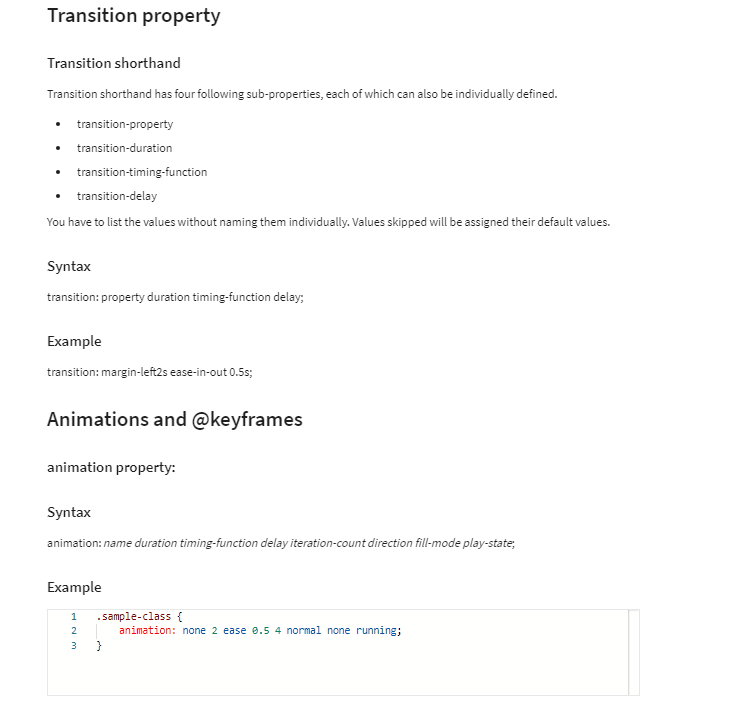 Transition property
Transition shorthand
Transition shorthand has four following sub-properties, each of which can also be individually defined.
• transition-property
• transition-duration
• transition-timing-function
• transition-delay
You have to list the values without naming them individually. Values skipped will be assigned their default values.
Syntax
transition: property duration timing-function delay;
Example
transition: margin-left2s ease-in-out 0.5s;
Animations and @keyframes
animation property:
Syntax
animation: name duration timing-function delay iteration-count direction fill-mode play-state;
Example
1 .sample-class {
2 animation: none 2 ease 0.5 4 normal none running;
3 }